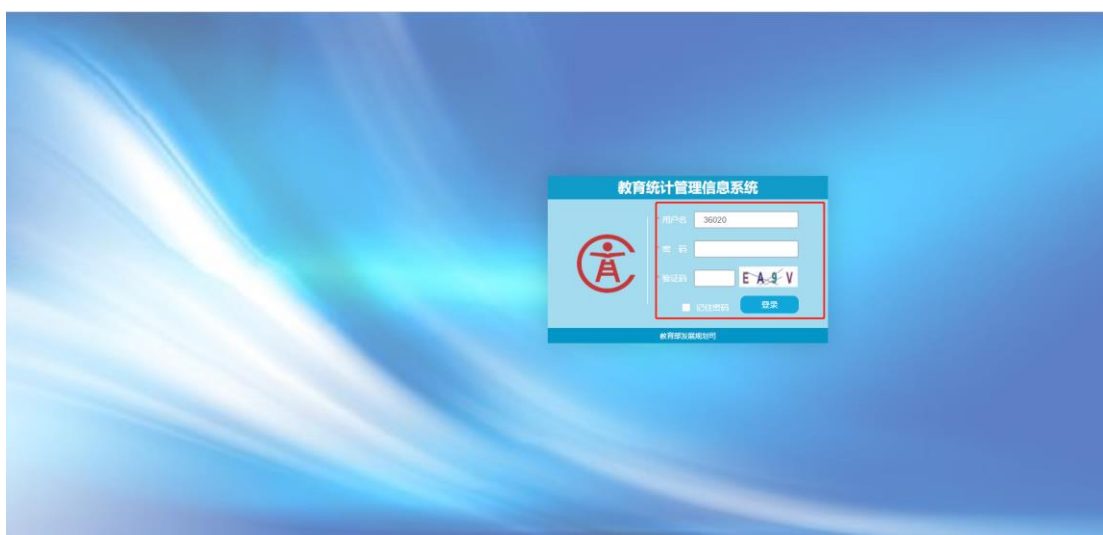 教育统计管理信息系统
用户名 36020
密 码
验证码 E A 9 V
记住密码 登录
教育部发展规划司